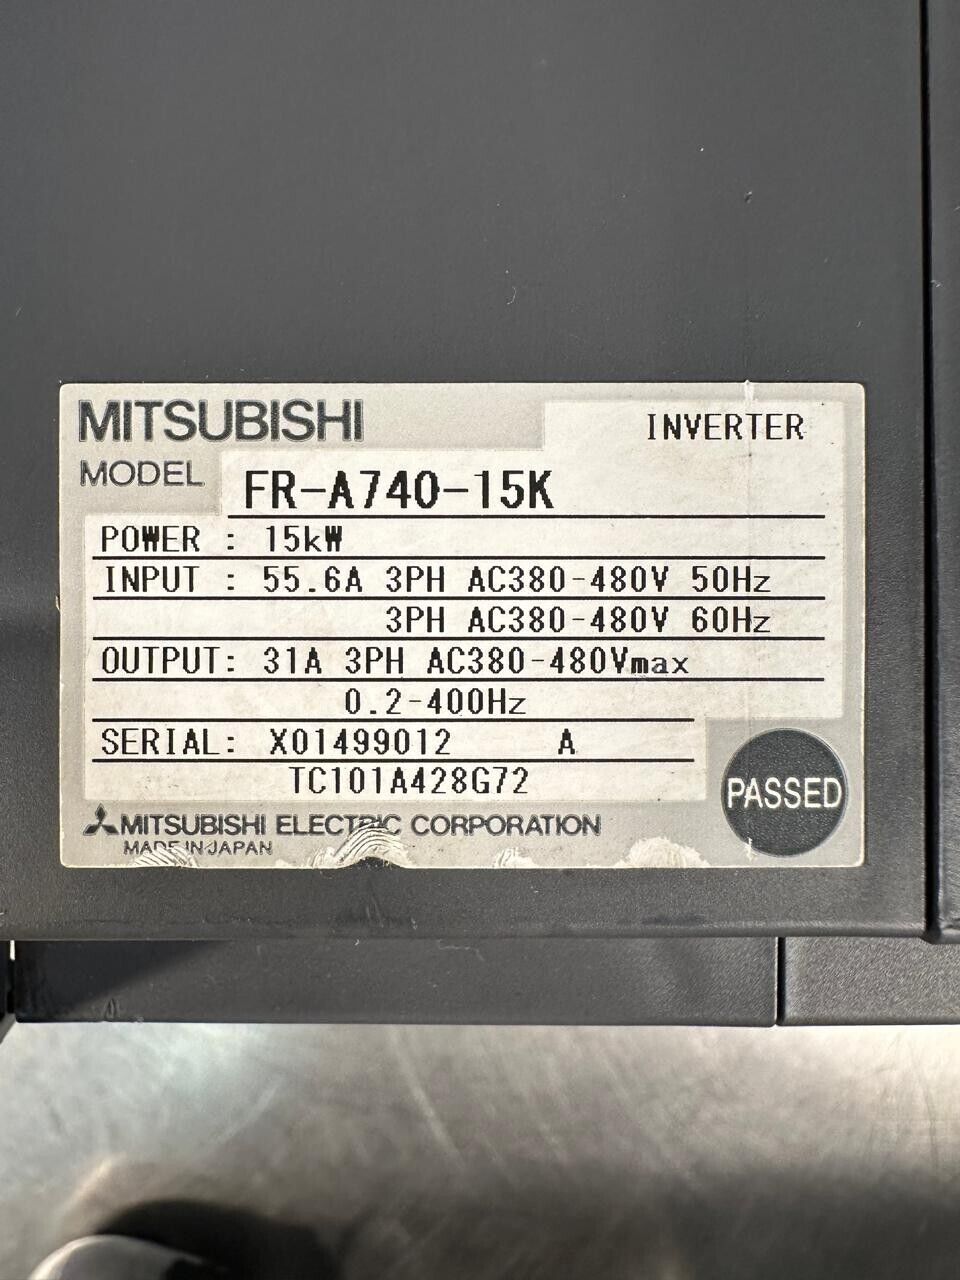 MITSUBISHI
INVERTER
MODEL FR-A740-15K
POWER : 15kW
INPUT : 55.6A 3PH AC380-480V 50Hz
3PH AC380-480V 60Hz
OUTPUT: 31A 3PH AC380-480Vmax
0.2-400Hz
SERIAL: X01499012 A
TC101A428G72
PASSED
MITSUBISHI ELECTRIC CORPORATION
MADE IN JAPAN